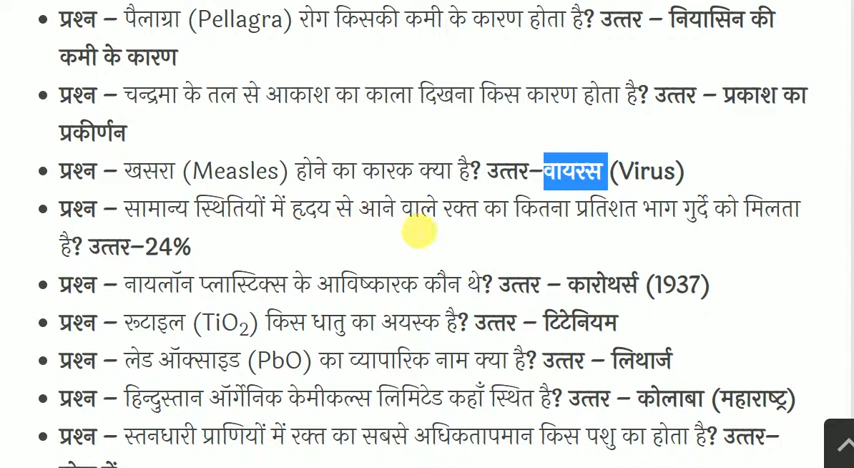 प्रश्न – पैलाग्रा (Pellagra) रोग किसकी कमी के कारण होता है? उत्तर – नियासिन की
कमी के कारण
प्रश्न – चन्द्रमा के तल से आकाश का काला दिखना किस कारण होता है? उत्तर – प्रकाश का
प्रकीर्णन
प्रश्न – खसरा (Measles) होने का कारक क्या है? उत्तर–वायरस (Virus)
प्रश्न – सामान्य स्थितियों में हृदय से आने वाले रक्त का कितना प्रतिशत भाग गुर्दे को मिलता
है? उत्तर–24%
प्रश्न – नायलॉन प्लास्टिक्स के आविष्कारक कौन थे? उत्तर – कारोथर्स (1937)
प्रश्न – रूटाइल (TiO₂) किस धातु का अयस्क है? उत्तर – टिटेनियम
प्रश्न – लेड ऑक्साइड (PbO) का व्यापारिक नाम क्या है? उत्तर – लिथार्ज
प्रश्न – हिन्दुस्तान ऑर्गेनिक केमीकल्स लिमिटेड कहाँ स्थित है? उत्तर – कोलाबा (महाराष्ट्र)
प्रश्न – स्तनधारी प्राणियों में रक्त का सबसे अधिकतापमान किस पशु का होता है? उत्तर–